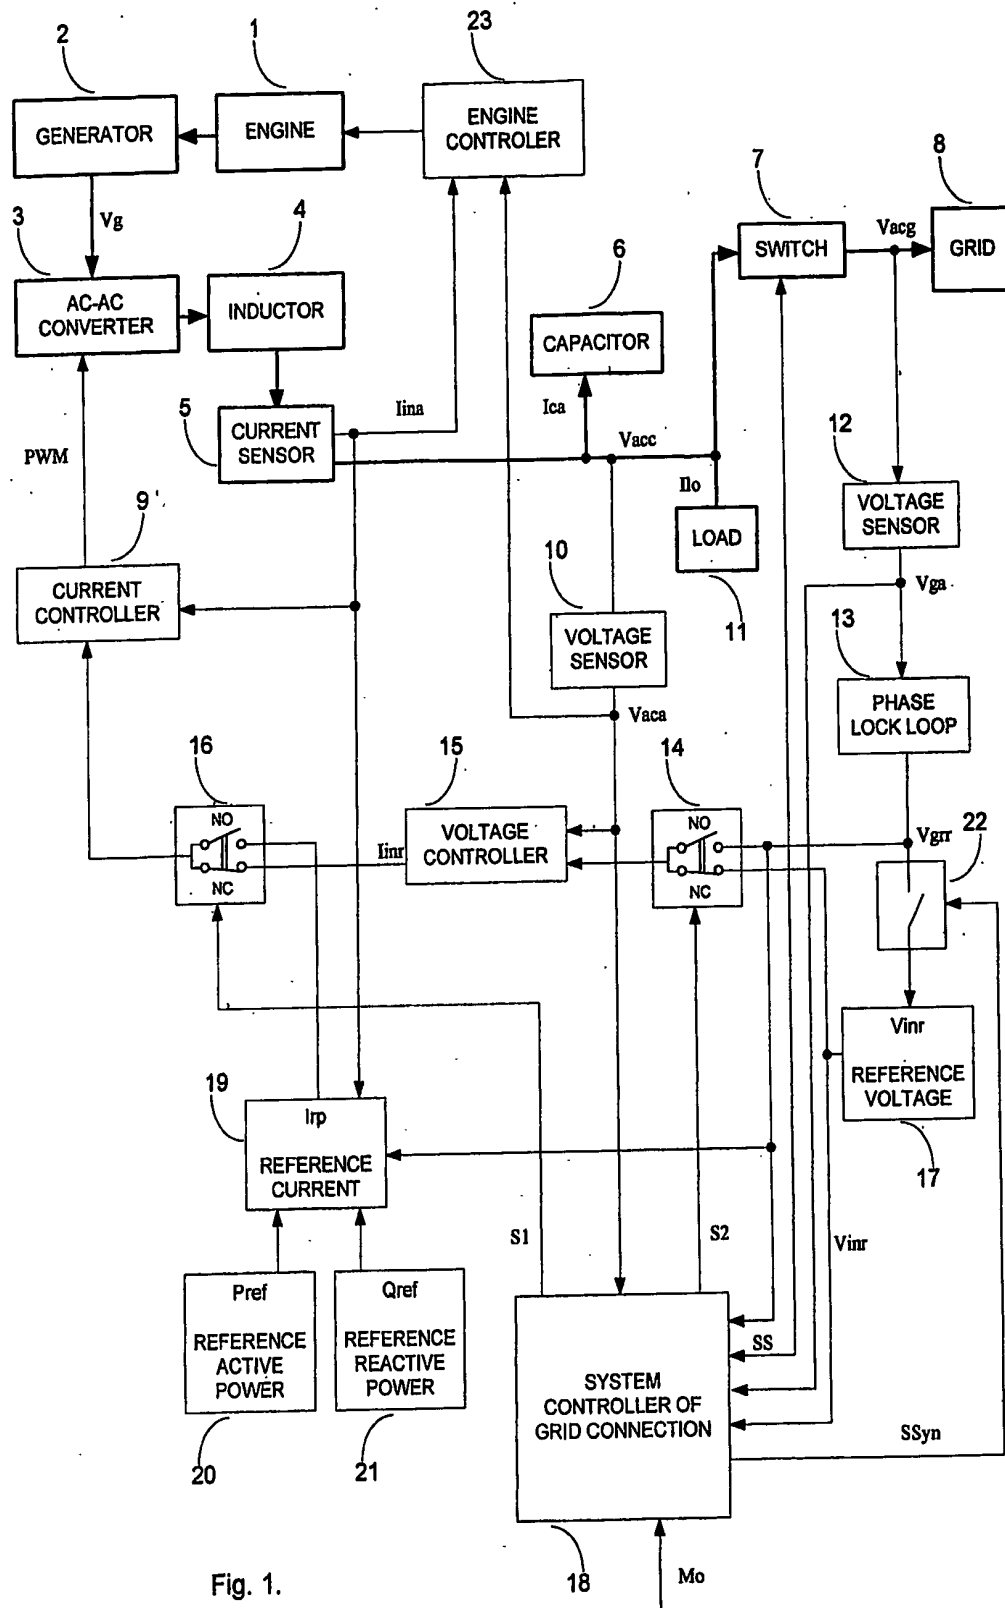 2
1
23
GENERATOR
ENGINE
ENGINE
CONTROLER
7
8
Vg
4
3
Vacg
SWITCH
GRID
6
AC-AC
CONVERTER
INDUCTOR
CAPACITOR
Iina
Ica
5
CURRENT
SENSOR
Vacc
12
PWM
Ilo
VOLTAGE
SENSOR
9'
LOAD
10
Vga
CURRENT
CONTROLLER
11
13
VOLTAGE
SENSOR
PHASE
LOCK LOOP
Vaca
16
15
14
NO
NO
22
VOLTAGE
CONTROLLER
Vgrr
Iinr
NC
NC
Vinr
REFERENCE
VOLTAGE
19
Irp
REFERENCE
CURRENT
17
S1
S2
Vinr
Pref
REFERENCE
ACTIVE
POWER
Qref
REFERENCE
REACTIVE
POWER
SS
SYSTEM
CONTROLLER OF
GRID CONNECTION
SSyn
20
21
18
Mo
Fig. 1.